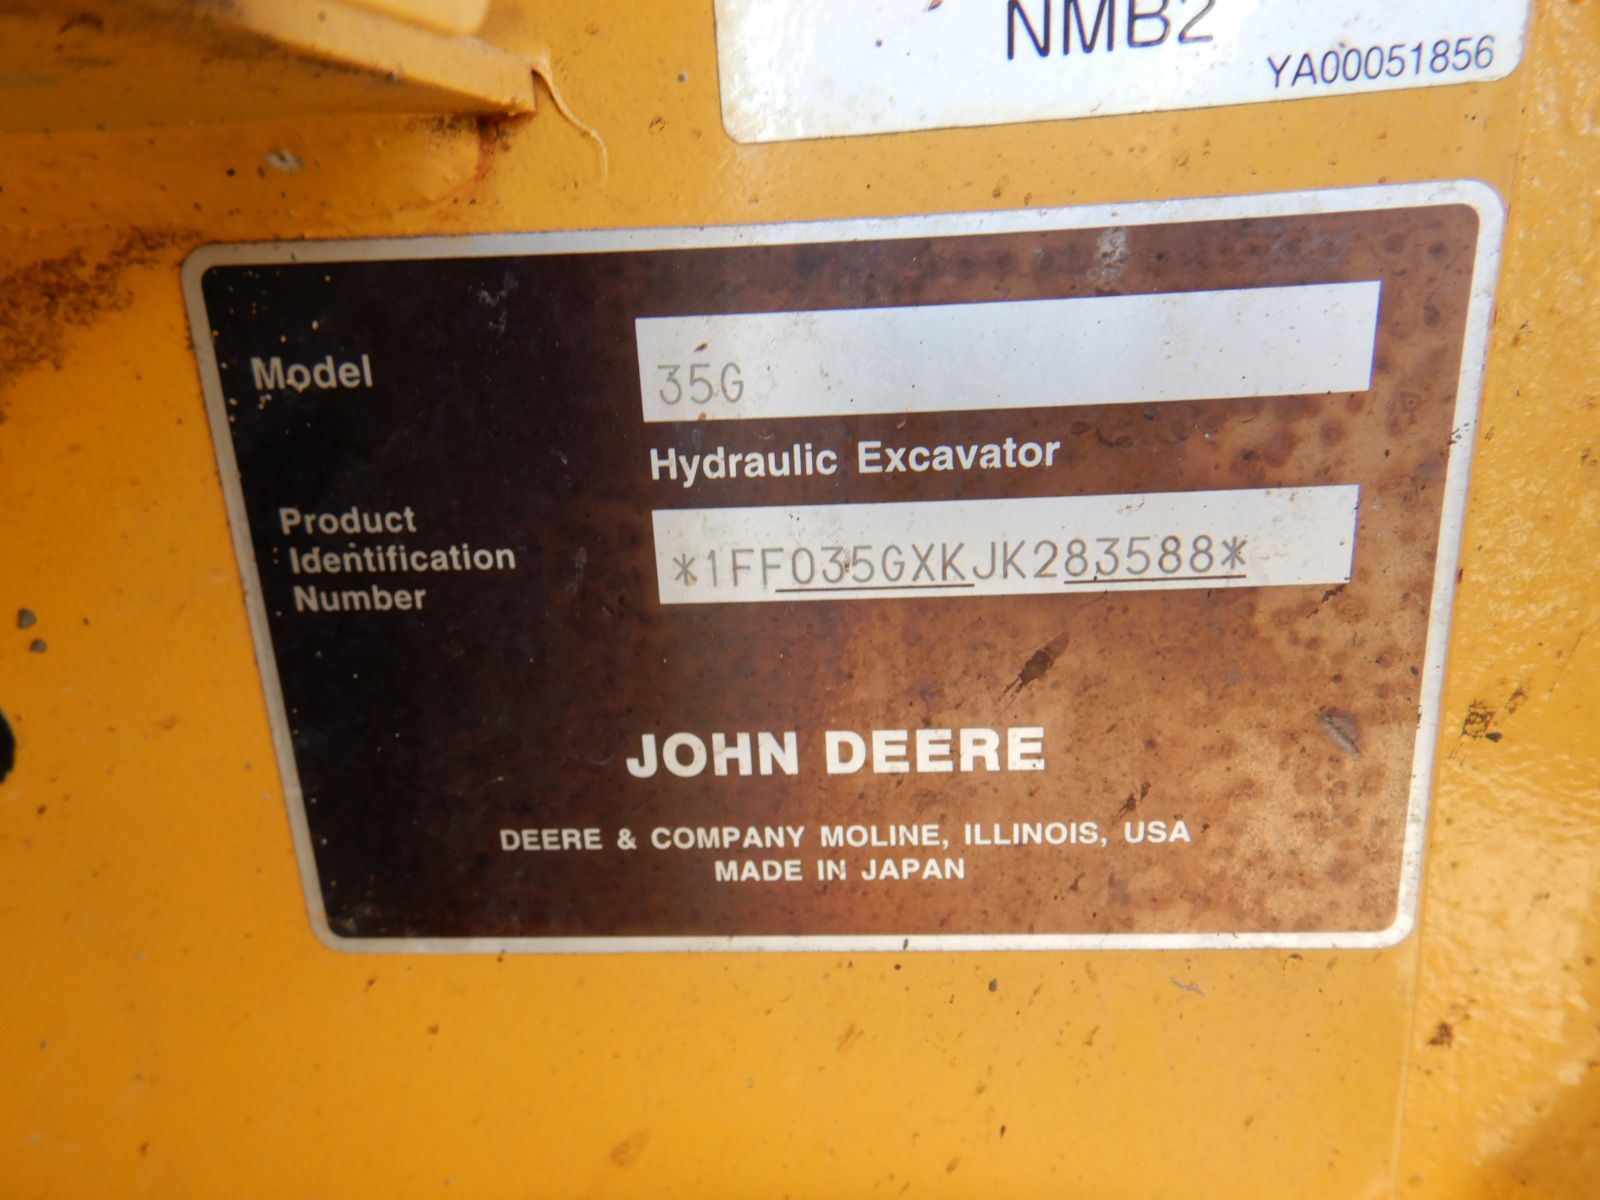 NMB2
YA00051856
Model
35G
Hydraulic Excavator
Product
Identification
Number
*1FF035GXKJK283588*
JOHN DEERE
DEERE & COMPANY MOLINE, ILLINOIS, USA
MADE IN JAPAN